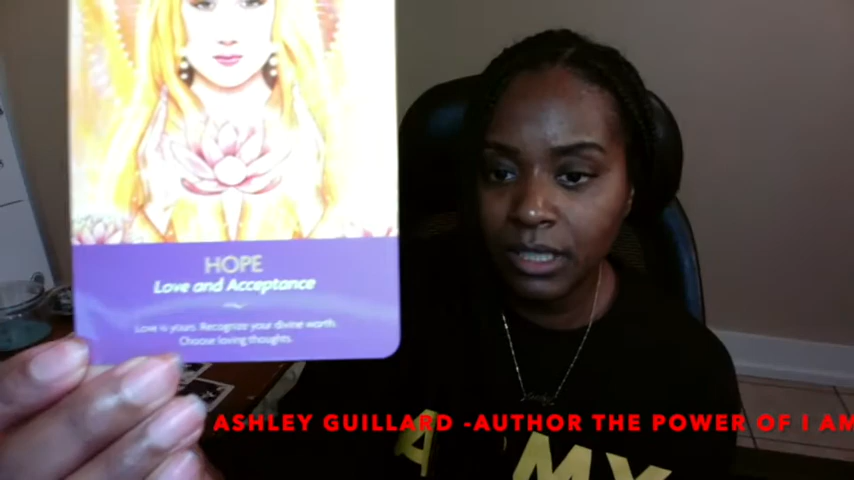 HOPE
Love and Acceptance
Love is yours. Recognize your divine worth.
Choose loving thoughts.
ASHLEY GUILLARD -AUTHOR THE POWER OF I AM